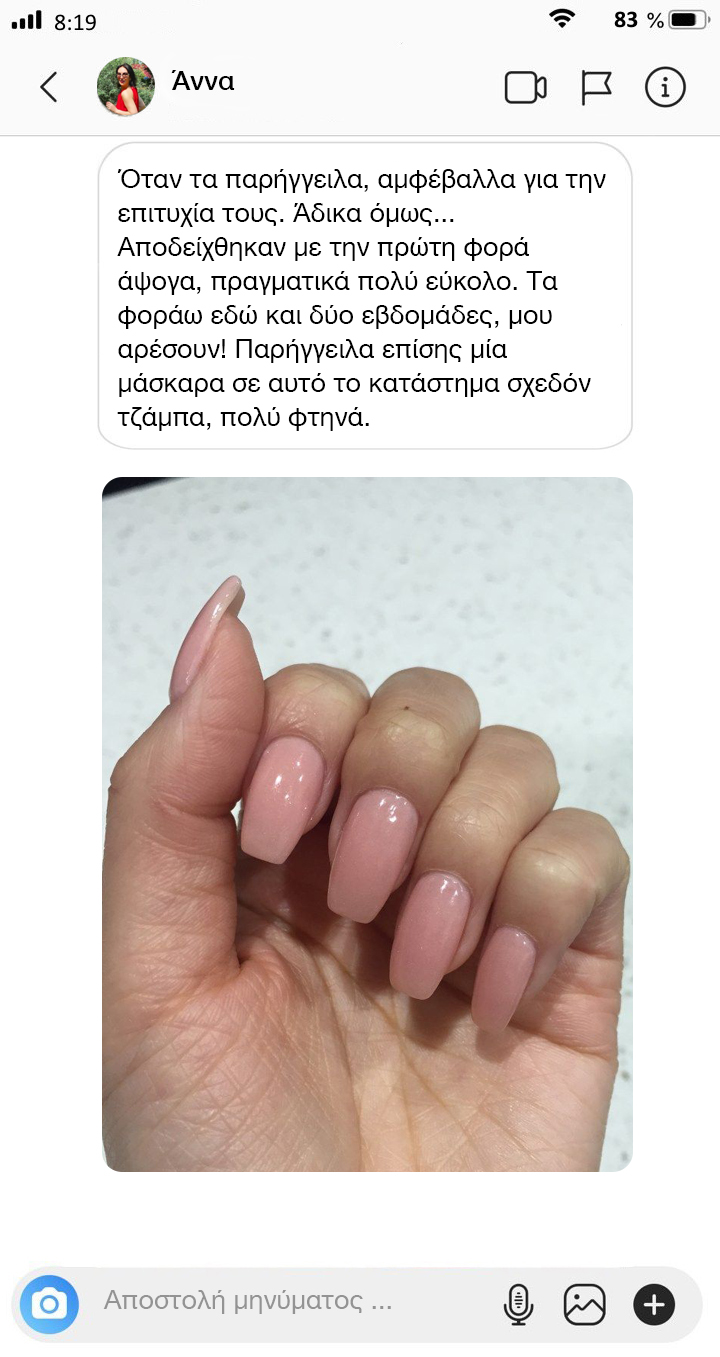 8:19
83 %
Άννα
Όταν τα παρήγγειλα, αμφέβαλλα για την
επιτυχία τους. Άδικα όμως...
Αποδείχθηκαν με την πρώτη φορά
άψογα, πραγματικά πολύ εύκολο. Τα
φοράω εδώ και δύο εβδομάδες, μου
αρέσουν! Παρήγγειλα επίσης μία
μάσκαρα σε αυτό το κατάστημα σχεδόν
τζάμπα, πολύ φτηνά.
Αποστολή μηνύματος ...